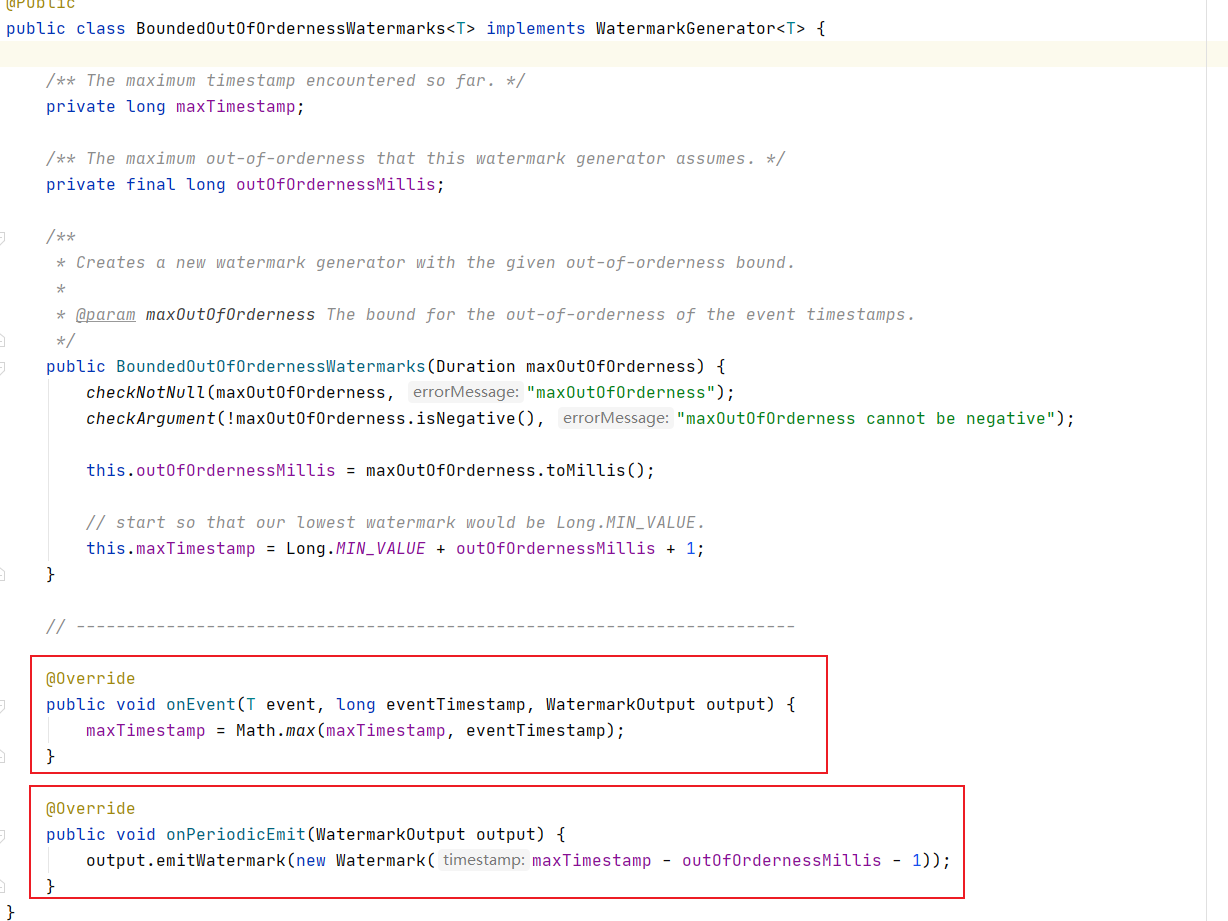 @Public
public class BoundedOutOfOrdernessWatermarks<T> implements WatermarkGenerator<T> {
/** The maximum timestamp encountered so far. */
private long maxTimestamp;
/** The maximum out-of-orderness that this watermark generator assumes. */
private final long outOfOrdernessMillis;
/**
* Creates a new watermark generator with the given out-of-orderness bound.
*
* @param maxOutOfOrderness The bound for the out-of-orderness of the event timestamps.
*/
public BoundedOutOfOrdernessWatermarks(Duration maxOutOfOrderness) {
checkNotNull(maxOutOfOrderness, errorMessage: "maxOutOfOrderness");
checkArgument(!maxOutOfOrderness.isNegative(), errorMessage: "maxOutOfOrderness cannot be negative");
this.outOfOrdernessMillis = maxOutOfOrderness.toMillis();
// start so that our lowest watermark would be Long.MIN_VALUE.
this.maxTimestamp = Long.MIN_VALUE + outOfOrdernessMillis + 1;
}
// ------------------------------------------------------------------------
@Override
public void onEvent(T event, long eventTimestamp, WatermarkOutput output) {
maxTimestamp = Math.max(maxTimestamp, eventTimestamp);
}
@Override
public void onPeriodicEmit(WatermarkOutput output) {
output.emitWatermark(new Watermark( timestamp: maxTimestamp - outOfOrdernessMillis - 1));
}
}